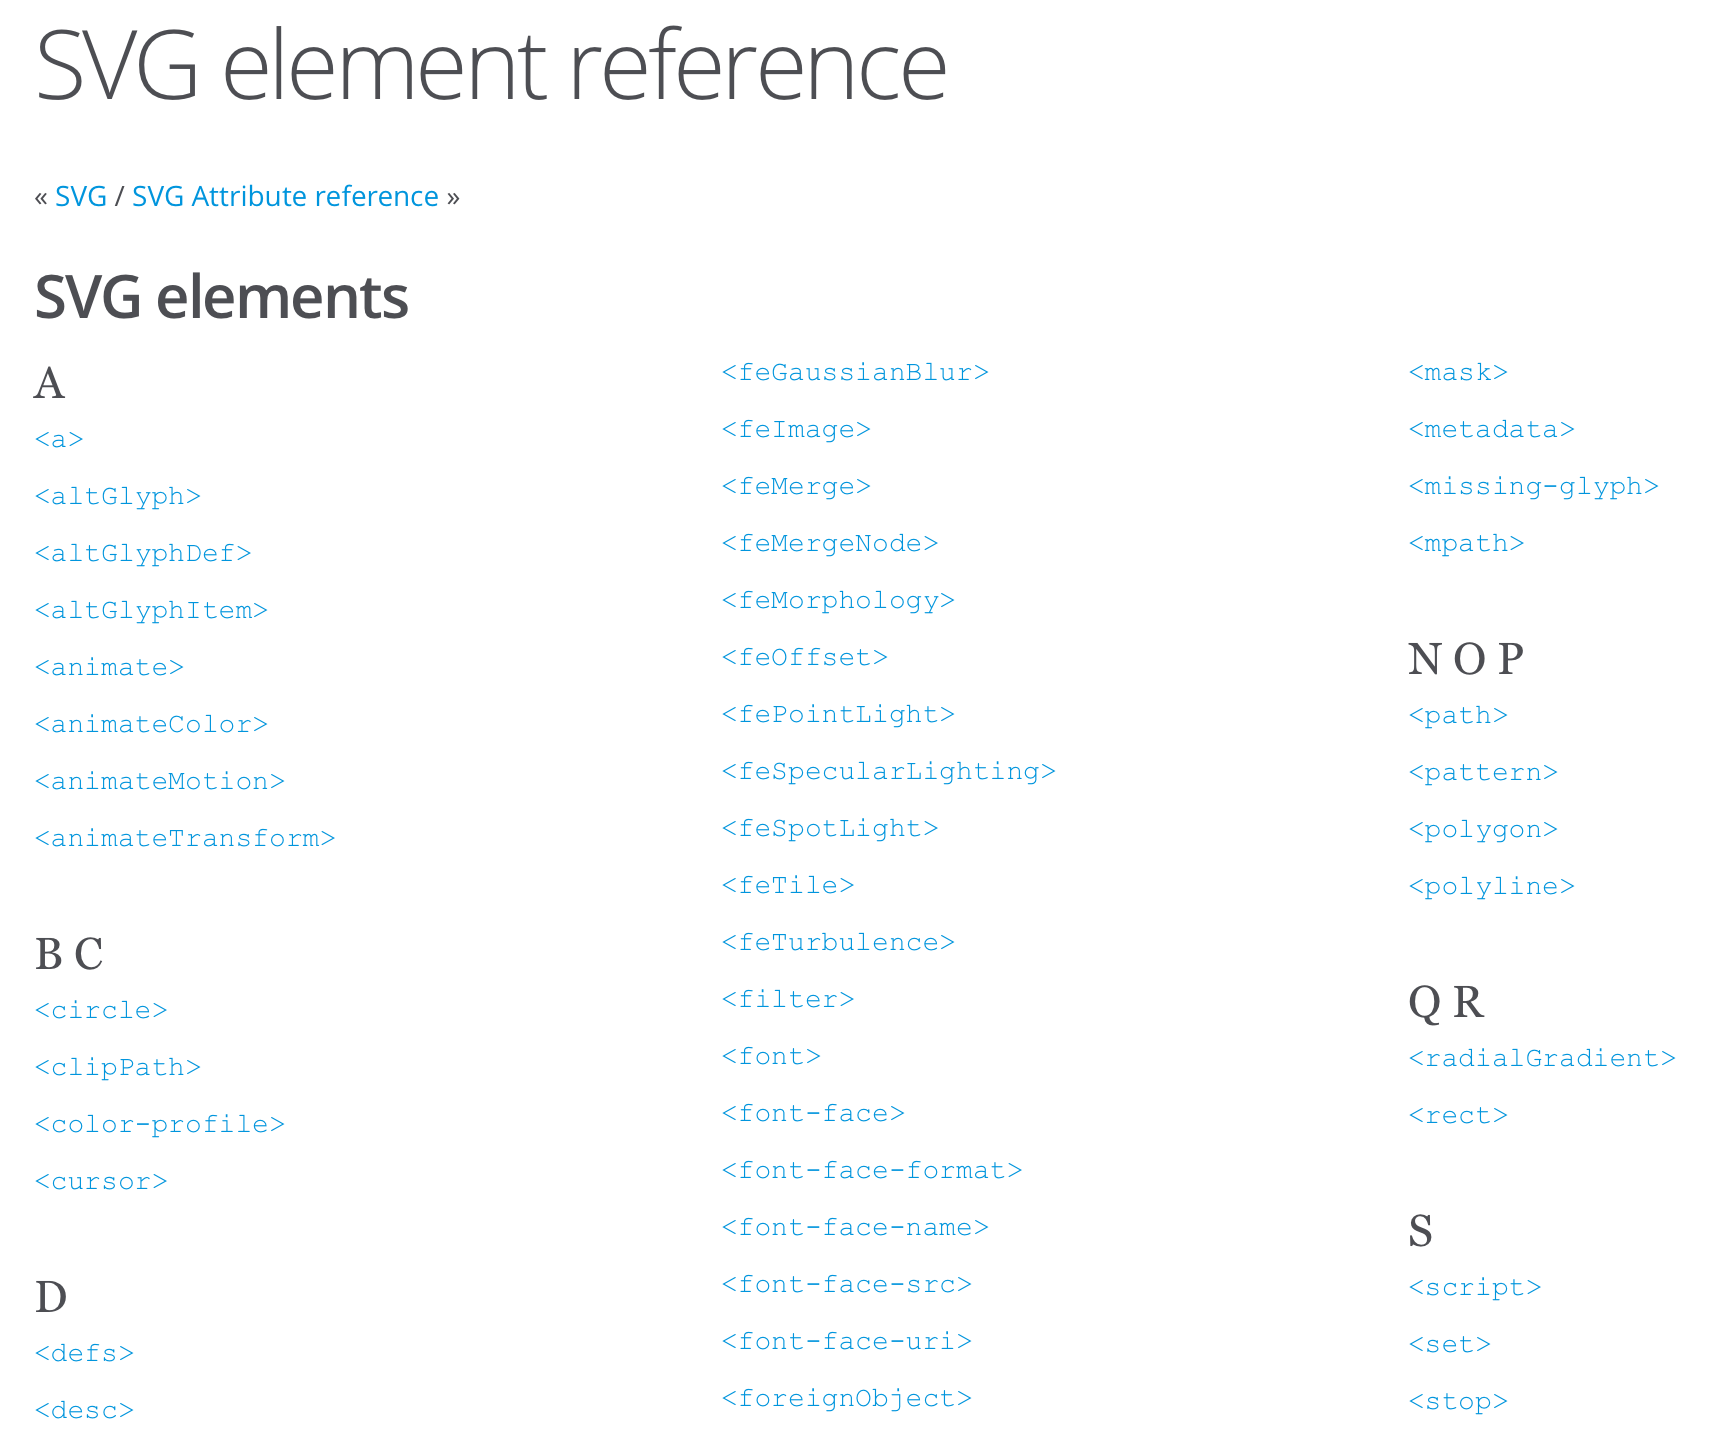 SVG element reference
« SVG / SVG Attribute reference »
SVG elements
A
<a>
<altGlyph>
<altGlyphDef>
<altGlyphItem>
<animate>
<animateColor>
<animateMotion>
<animateTransform>
B C
<circle>
<clipPath>
<color-profile>
<cursor>
D
<defs>
<desc>
<feGaussianBlur>
<feImage>
<feMerge>
<feMergeNode>
<feMorphology>
<feOffset>
<fePointLight>
<feSpecularLighting>
<feSpotLight>
<feTile>
<feTurbulence>
<filter>
<font>
<font-face>
<font-face-format>
<font-face-name>
<font-face-src>
<font-face-uri>
<foreignObject>
<mask>
<metadata>
<missing-glyph>
<mpath>
N O P
<path>
<pattern>
<polygon>
<polyline>
Q R
<radialGradient>
<rect>
S
<script>
<set>
<stop>